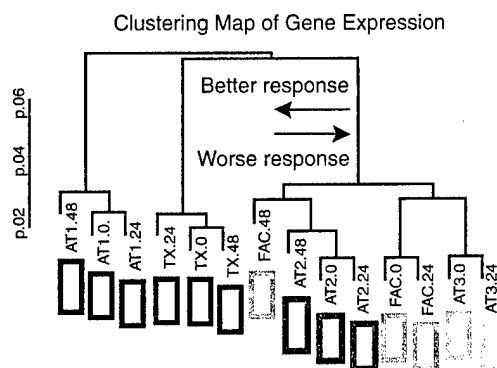 Clustering Map of Gene Expression
Better response
Worse response
p.06
p.04
p.02
AT1.48
AT1.0.
AT1.24
TX.24
TX.0
TX.48
FAC.48
AT2.48
AT2.0
AT2.24
FAC.0
FAC.24
AT3.0
AT3.24